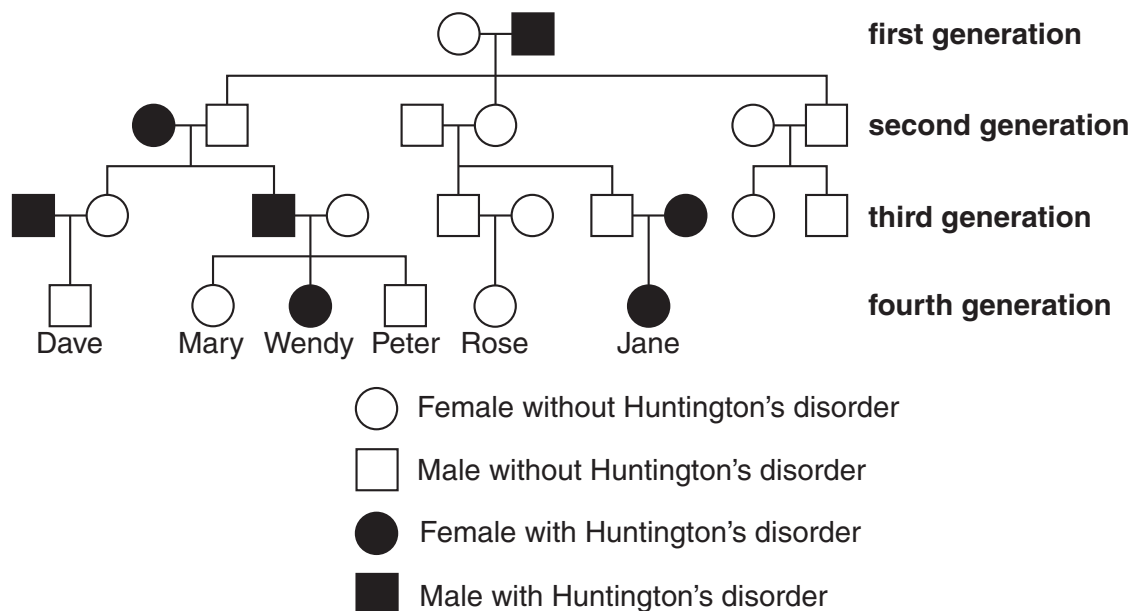 first generation
second generation
third generation
fourth generation
Dave Mary Wendy Peter Rose Jane
Female without Huntington’s disorder
Male without Huntington’s disorder
Female with Huntington’s disorder
Male with Huntington’s disorder